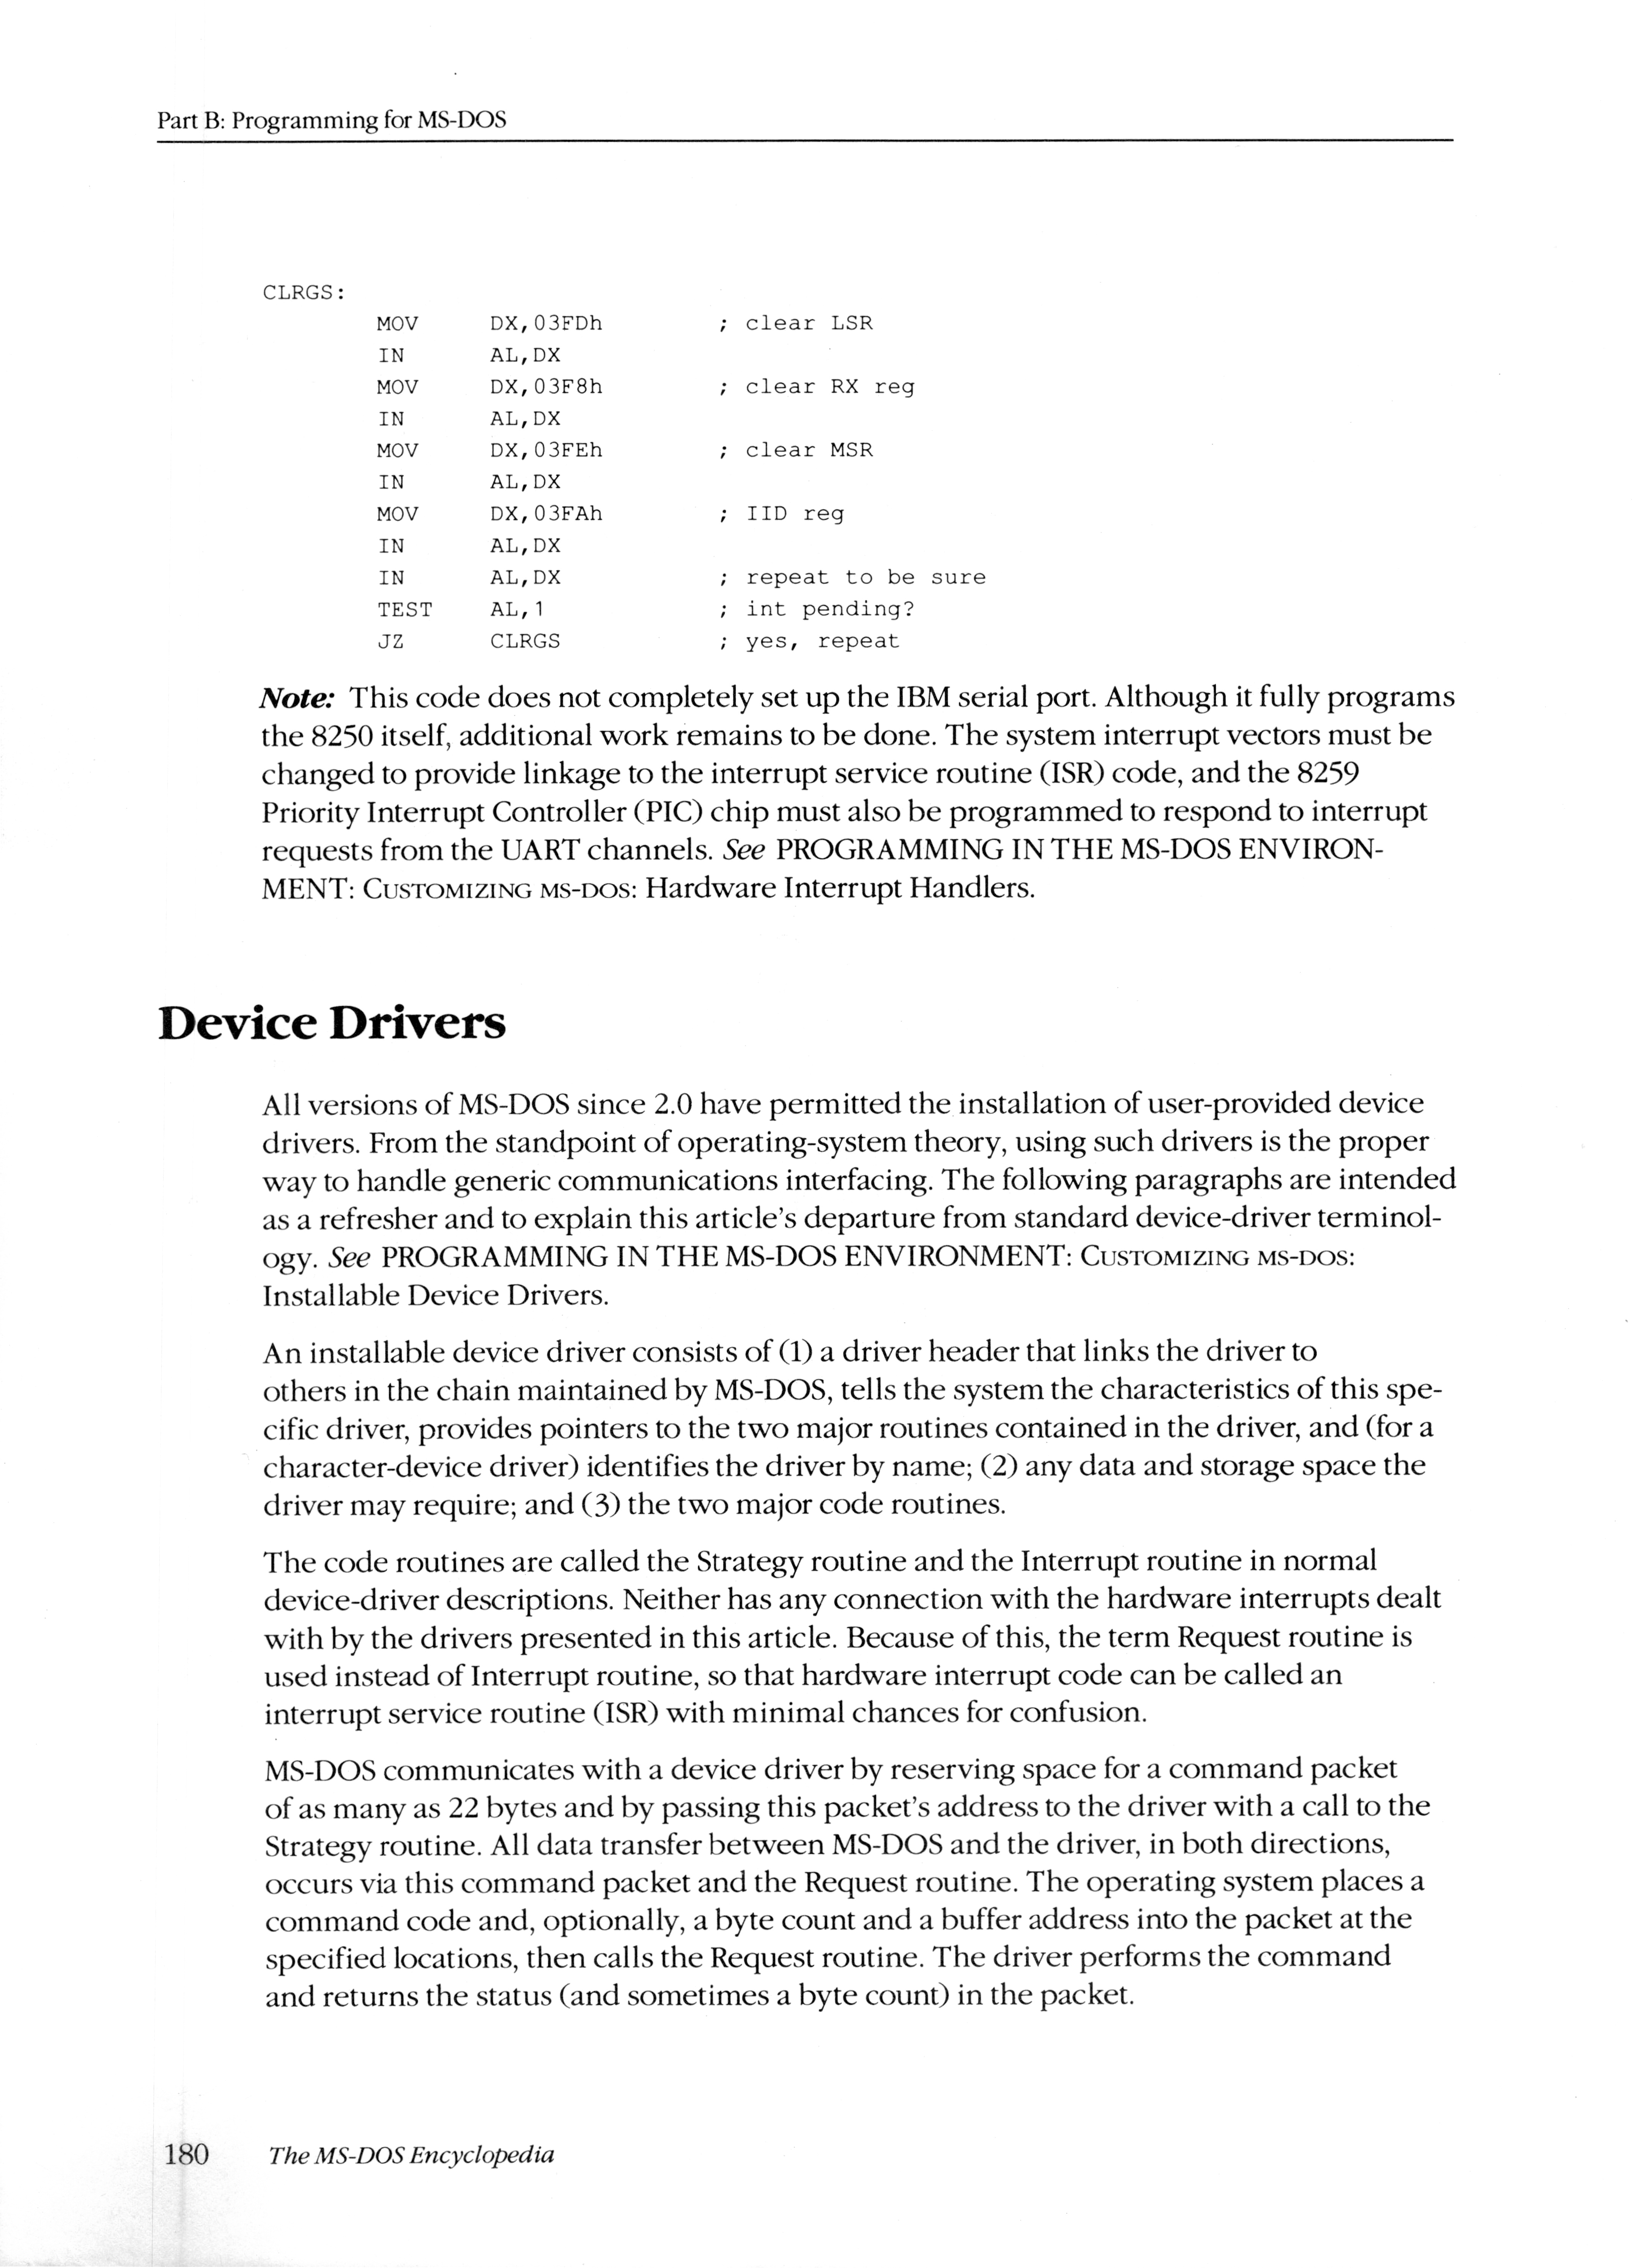 Part B: Programming for MS-DOS
CLRGS:
MOV DX,03FDh ; clear LSR
IN AL,DX
MOV DX,03F8h ; clear RX reg
IN AL,DX
MOV DX,03FEh ; clear MSR
IN AL,DX
MOV DX,03FAh ; IID reg
IN AL,DX
IN AL,DX ; repeat to be sure
TEST AL,1 ; int pending?
JZ CLRGS ; yes, repeat
Note: This code does not completely set up the IBM serial port. Although it fully programs
the 8250 itself, additional work remains to be done. The system interrupt vectors must be
changed to provide linkage to the interrupt service routine (ISR) code, and the 8259
Priority Interrupt Controller (PIC) chip must also be programmed to respond to interrupt
requests from the UART channels. See PROGRAMMING IN THE MS-DOS ENVIRON-
MENT: CUSTOMIZING MS-DOS: Hardware Interrupt Handlers.
Device Drivers
All versions of MS-DOS since 2.0 have permitted the installation of user-provided device
drivers. From the standpoint of operating-system theory, using such drivers is the proper
way to handle generic communications interfacing. The following paragraphs are intended
as a refresher and to explain this article's departure from standard device-driver terminol-
ogy. See PROGRAMMING IN THE MS-DOS ENVIRONMENT: CUSTOMIZING MS-DOS:
Installable Device Drivers.
An installable device driver consists of (1) a driver header that links the driver to
others in the chain maintained by MS-DOS, tells the system the characteristics of this spe-
cific driver, provides pointers to the two major routines contained in the driver, and (for a
character-device driver) identifies the driver by name; (2) any data and storage space the
driver may require; and (3) the two major code routines.
The code routines are called the Strategy routine and the Interrupt routine in normal
device-driver descriptions. Neither has any connection with the hardware interrupts dealt
with by the drivers presented in this article. Because of this, the term Request routine is
used instead of Interrupt routine, so that hardware interrupt code can be called an
interrupt service routine (ISR) with minimal chances for confusion.
MS-DOS communicates with a device driver by reserving space for a command packet
of as many as 22 bytes and by passing this packet's address to the driver with a call to the
Strategy routine. All data transfer between MS-DOS and the driver, in both directions,
occurs via this command packet and the Request routine. The operating system places a
command code and, optionally, a byte count and a buffer address into the packet at the
specified locations, then calls the Request routine. The driver performs the command
and returns the status (and sometimes a byte count) in the packet.
180 The MS-DOS Encyclopedia